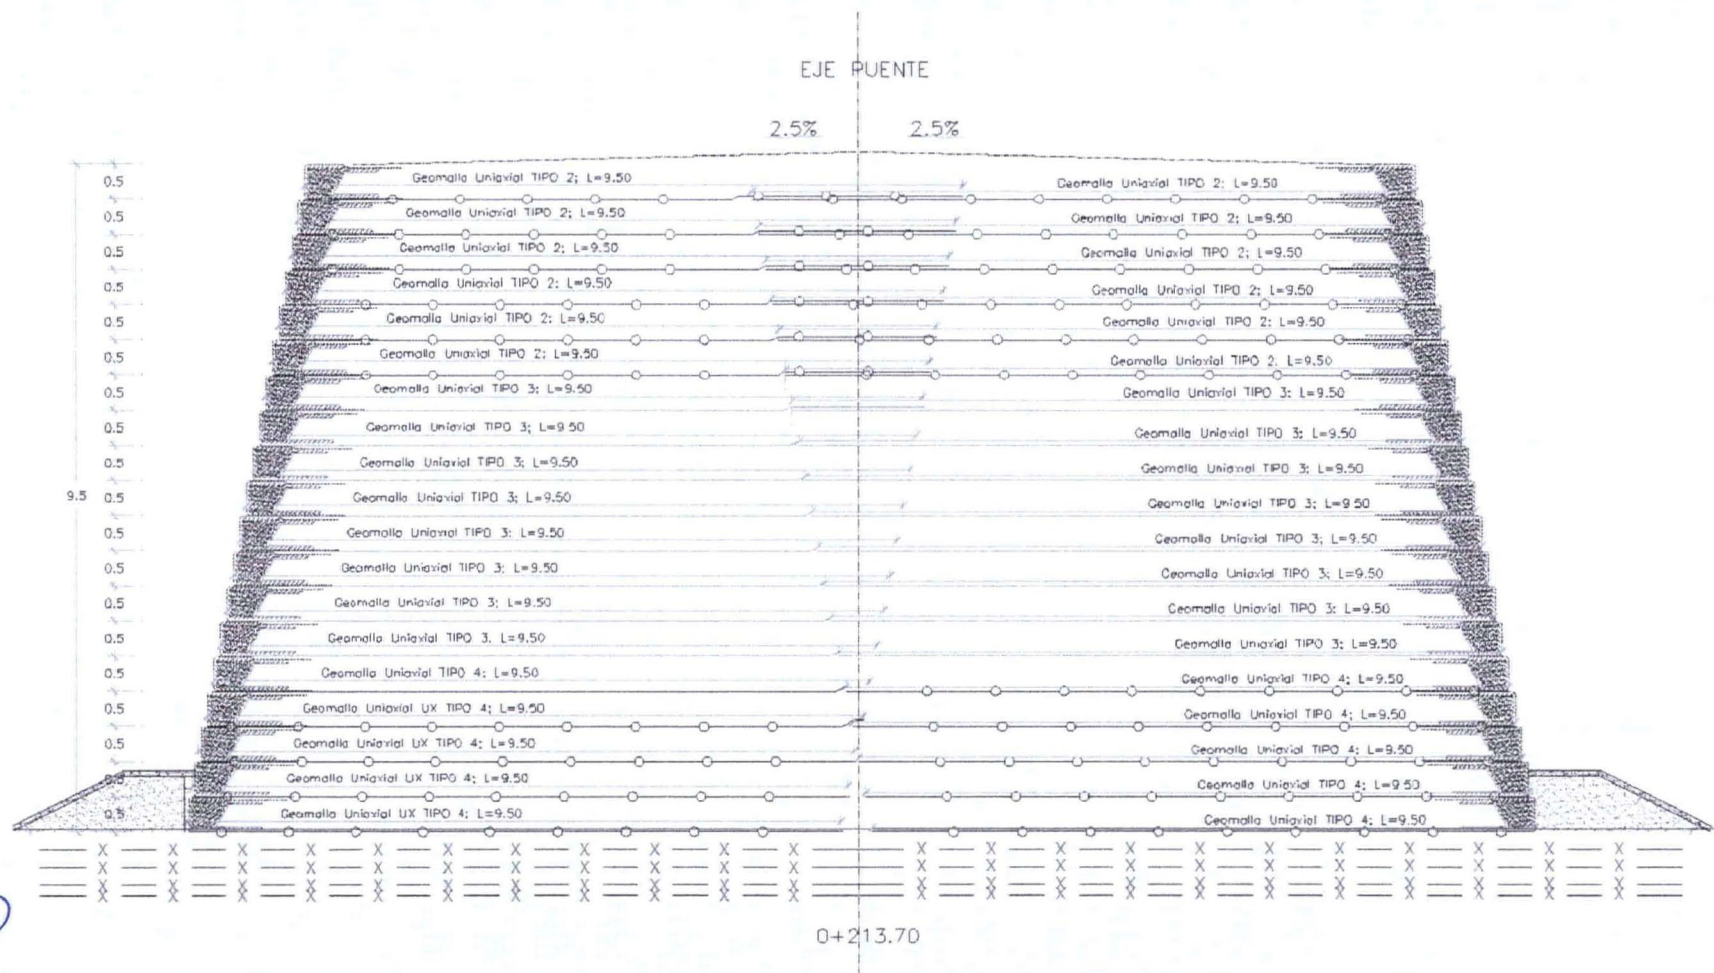 EJE PUENTE
2.5% 2.5%
0.5 Geomalla Uniaxial TIPO 2; L=9.50 Geomalla Uniaxial TIPO 2; L=9.50
0.5 Geomalla Uniaxial TIPO 2; L=9.50 Geomalla Uniaxial TIPO 2; L=9.50
0.5 Geomalla Uniaxial TIPO 2; L=9.50 Geomalla Uniaxial TIPO 2; L=9.50
0.5 Geomalla Uniaxial TIPO 2; L=9.50 Geomalla Uniaxial TIPO 2; L=9.50
0.5 Geomalla Uniaxial TIPO 2; L=9.50 Geomalla Uniaxial TIPO 2; L=9.50
0.5 Geomalla Uniaxial TIPO 2; L=9.50 Geomalla Uniaxial TIPO 2. L=9.50
0.5 Geomalla Uniaxial TIPO 3; L=9.50 Geomalla Uniaxial TIPO 3: L=9.50
0.5 Geomalla Uniaxial TIPO 3; L=9.50 Geomalla Uniaxial TIPO 3: L=9.50
0.5 Geomalla Uniaxial TIPO 3; L=9.50 Geomalla Uniaxial TIPO 3; L=9.50
9.5 0.5 Geomalla Uniaxial TIPO 3; L=9.50 Geomalla Uniaxial TIPO 3; L=9.50
0.5 Geomalla Uniaxial TIPO 3: L=9.50 Geomalla Uniaxial TIPO 3; L=9.50
0.5 Geomalla Uniaxial TIPO 3; L=9.50 Geomalla Uniaxial TIPO 3; L=9.50
0.5 Geomalla Uniaxial TIPO 3; L=9.50 Geomalla Uniaxial TIPO 3: L=9.50
0.5 Geomalla Uniaxial TIPO 3. L=9.50 Geomalla Uniaxial TIPO 3; L=9.50
0.5 Geomalla Uniaxial TIPO 4; L=9.50 Geomalla Uniaxial TIPO 4; L=9.50
0.5 Geomalla Uniaxial UX TIPO 4; L=9.50 Geomalla Uniaxial TIPO 4; L=9.50
0.5 Geomalla Uniaxial UX TIPO 4; L=9.50 Geomalla Uniaxial TIPO 4; L=9.50
0.5 Geomalla Uniaxial UX TIPO 4; L=9.50 Geomalla Uniaxial TIPO 4; L=9.50
0.5 Geomalla Uniaxial UX TIPO 4; L=9.50 Geomalla Uniaxial TIPO 4; L=9.50
0+213.70